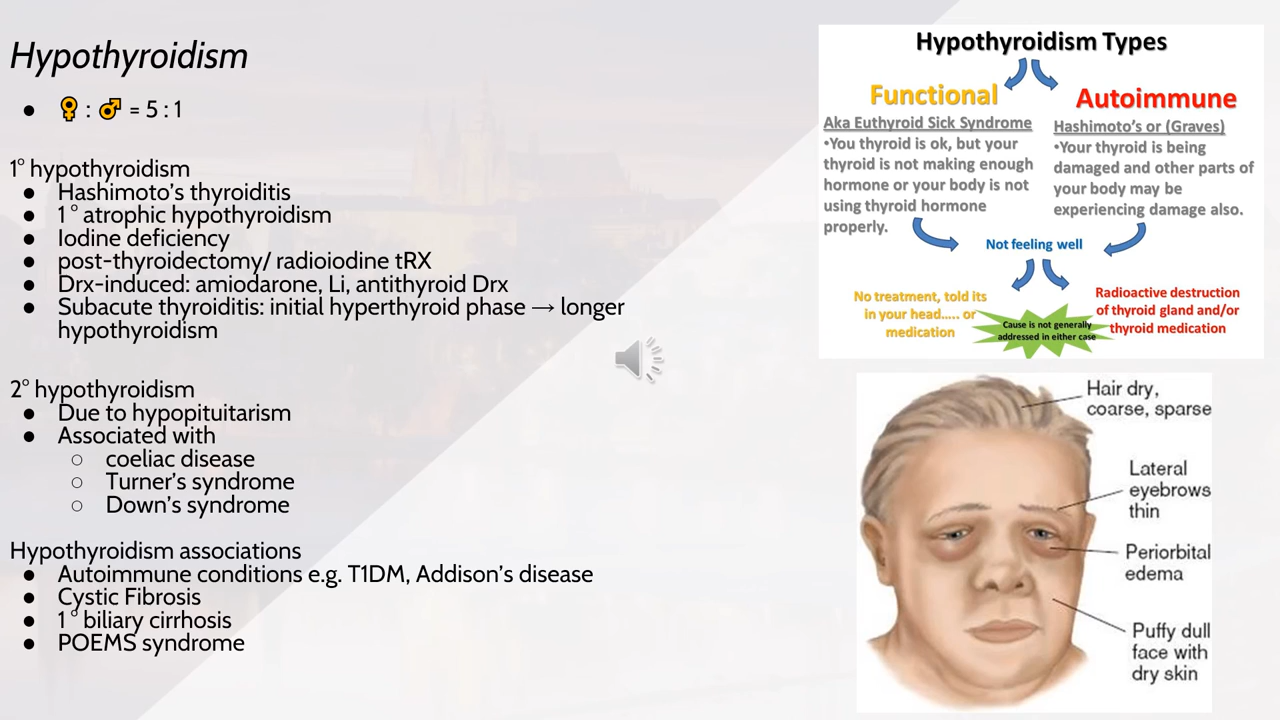 Hypothyroidism
● ♀ : ♂ = 5 : 1
1° hypothyroidism
● Hashimoto's thyroiditis
● 1 ° atrophic hypothyroidism
● Iodine deficiency
● post-thyroidectomy/ radioiodine tRX
● Drx-induced: amiodarone, Li, antithyroid Drx
● Subacute thyroiditis: initial hyperthyroid phase → longer
hypothyroidism
2° hypothyroidism
● Due to hypopituitarism
● Associated with
○ coeliac disease
○ Turner's syndrome
○ Down's syndrome
Hypothyroidism associations
● Autoimmune conditions e.g. T1DM, Addison's disease
● Cystic Fibrosis
● 1 ° biliary cirrhosis
● POEMS syndrome
Hypothyroidism Types
Functional
Aka Euthyroid Sick Syndrome
•You thyroid is ok, but your
thyroid is not making enough
hormone or your body is not
using thyroid hormone
properly.
Autoimmune
Hashimoto's or (Graves)
•Your thyroid is being
damaged and other parts of
your body may be
experiencing damage also.
Not feeling well
No treatment, told its
in your head..... or
medication
Cause is not generally
addressed in either case
Radioactive destruction
of thyroid gland and/or
thyroid medication
Hair dry,
coarse, sparse
Lateral
eyebrows
thin
Periorbital
edema
Puffy dull
face with
dry skin